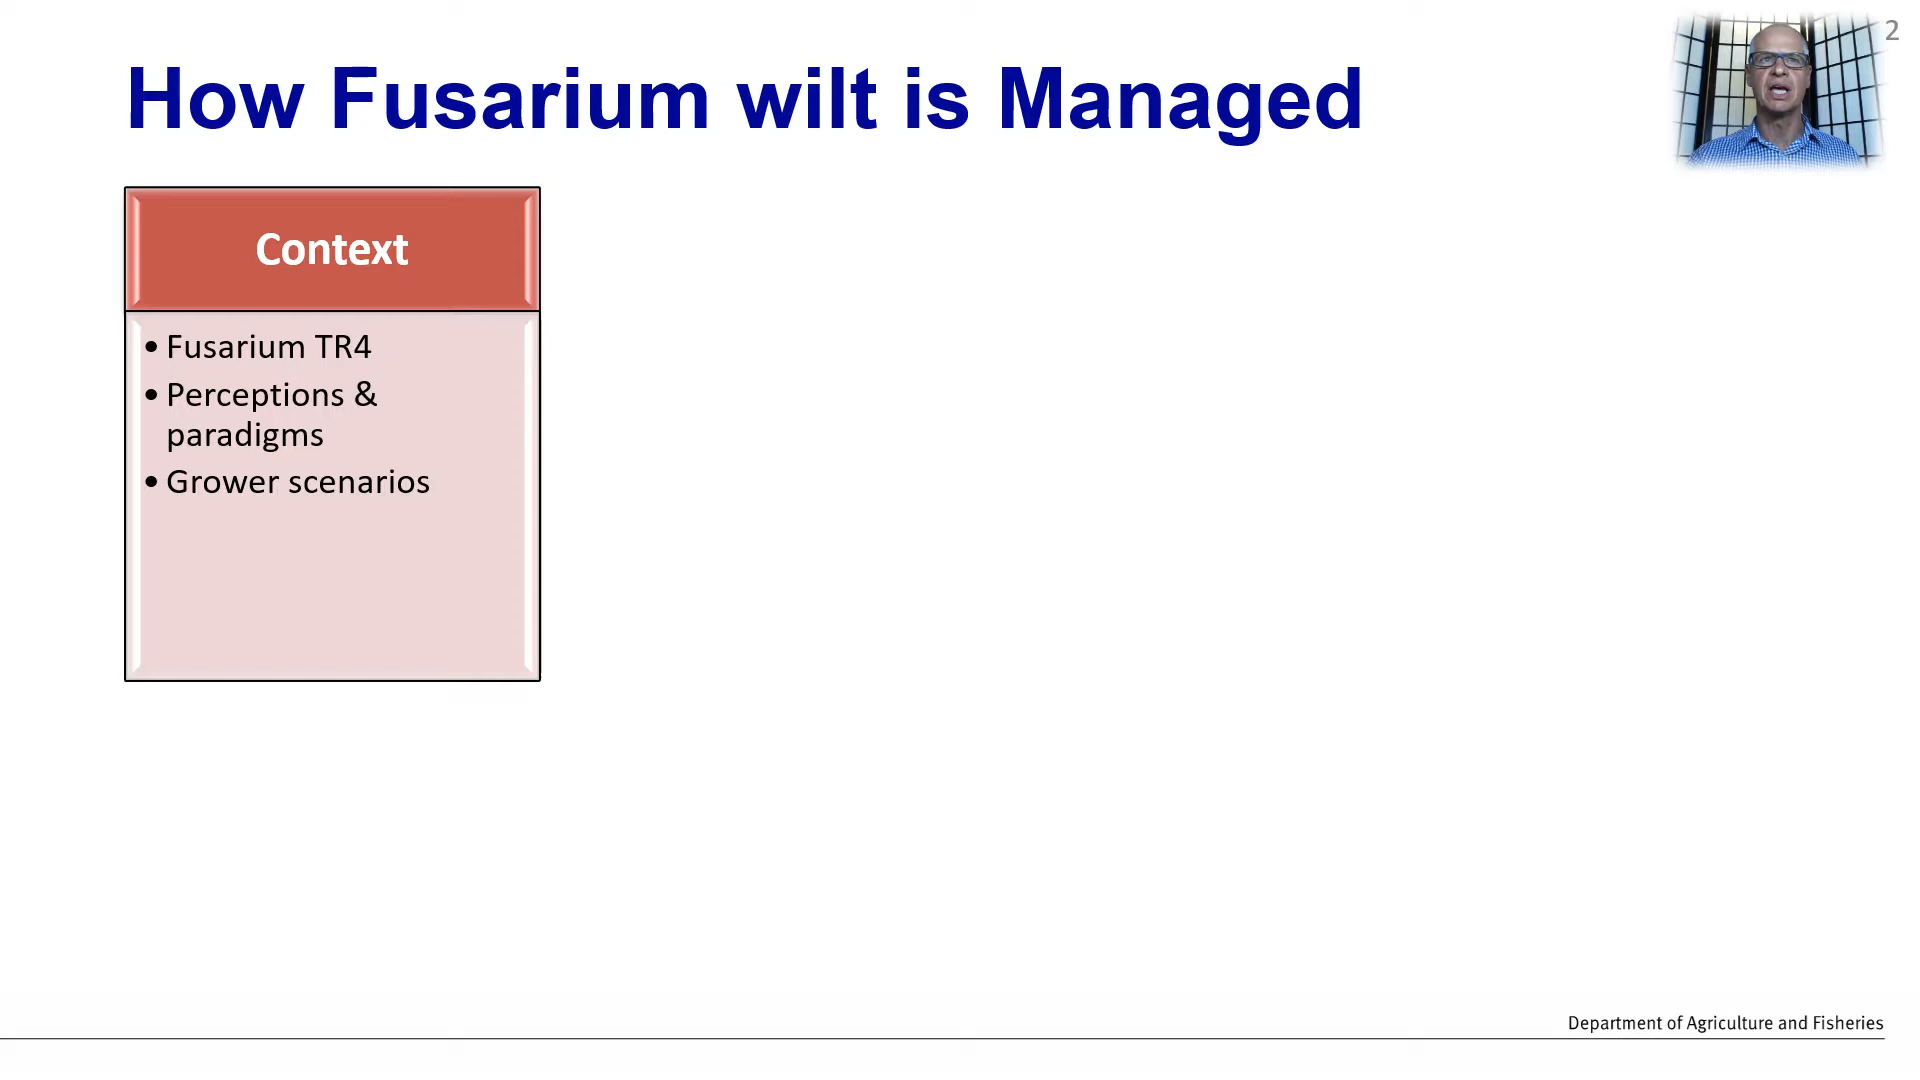 2
How Fusarium wilt is Managed
Context
• Fusarium TR4
• Perceptions &
paradigms
• Grower scenarios
Department of Agriculture and Fisheries